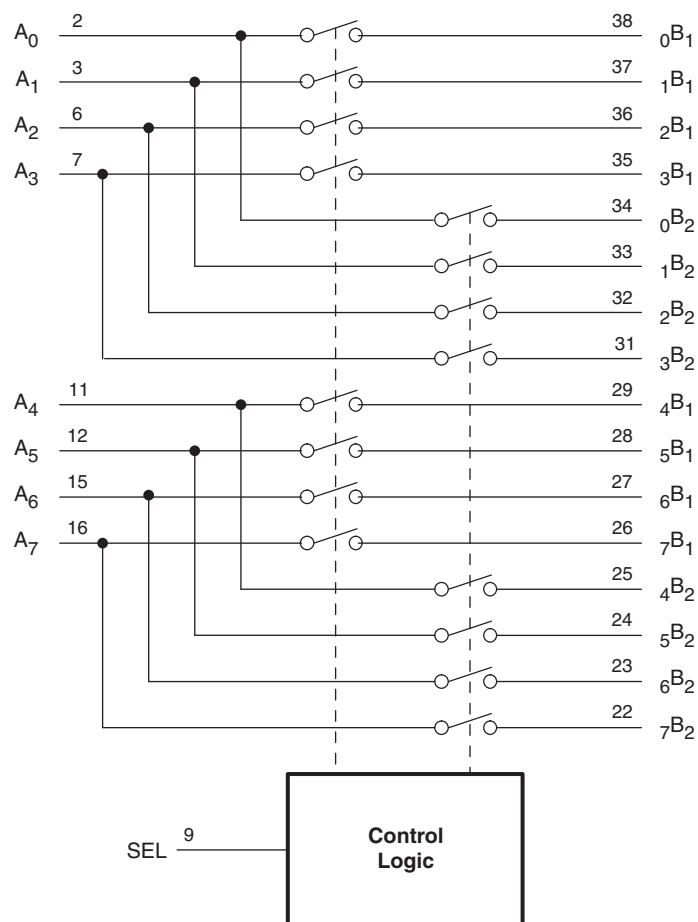 A0 2 38 0B1
A1 3 37 1B1
A2 6 36 2B1
A3 7 35 3B1
34 0B2
33 1B2
32 2B2
31 3B2
A4 11 29 4B1
A5 12 28 5B1
A6 15 27 6B1
A7 16 26 7B1
25 4B2
24 5B2
23 6B2
22 7B2
SEL 9
Control
Logic